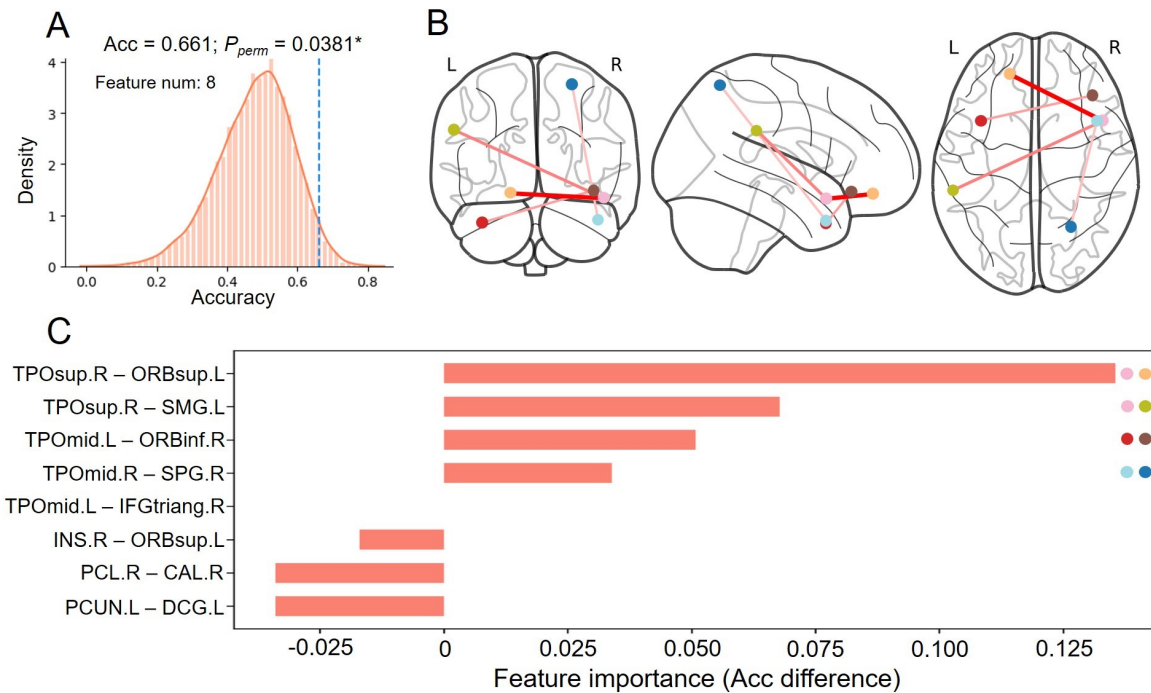 A
Acc = 0.661; P_perm = 0.0381*
Feature num: 8
Density
4
3
2
1
0
0.0 0.2 0.4 0.6 0.8
Accuracy
B
L R
L R
C
TPOsup.R – ORBsup.L
TPOsup.R – SMG.L
TPOmid.L – ORBinf.R
TPOmid.R – SPG.R
TPOmid.L – IFGtriang.R
INS.R – ORBsup.L
PCL.R – CAL.R
PCUN.L – DCG.L
-0.025 0 0.025 0.050 0.075 0.100 0.125
Feature importance (Acc difference)